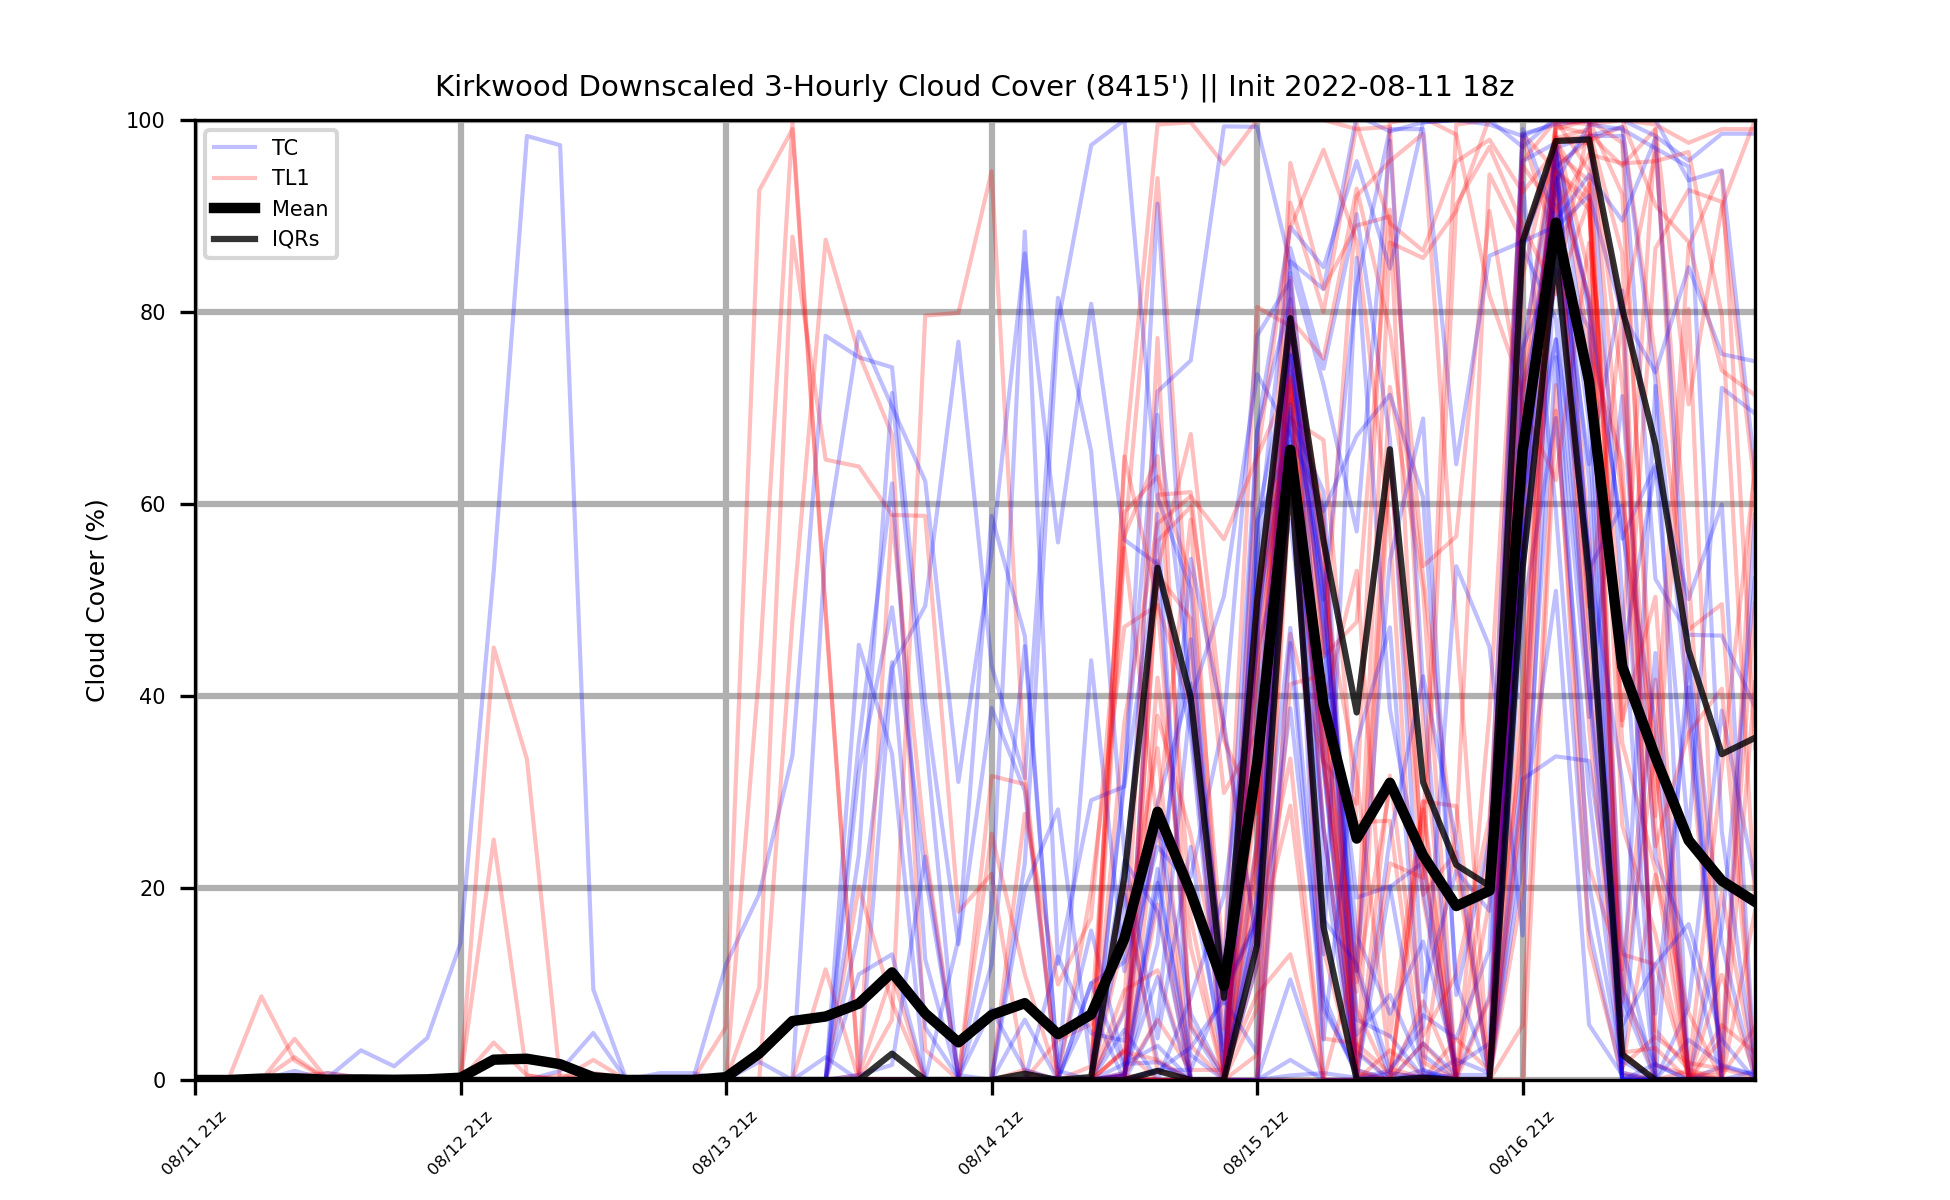 Kirkwood Downscaled 3-Hourly Cloud Cover (8415') || Init 2022-08-11 18z
100
80
60
40
20
0
Cloud Cover (%)
TC
TL1
Mean
IQRs
08/11 21z
08/12 21z
08/13 21z
08/14 21z
08/15 21z
08/16 21z